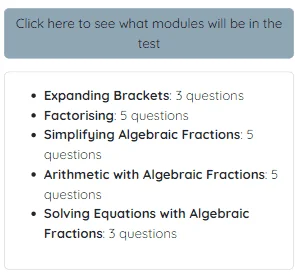 Click here to see what modules will be in the
test
• Expanding Brackets: 3 questions
• Factorising: 5 questions
• Simplifying Algebraic Fractions: 5
questions
• Arithmetic with Algebraic Fractions: 5
questions
• Solving Equations with Algebraic
Fractions: 3 questions